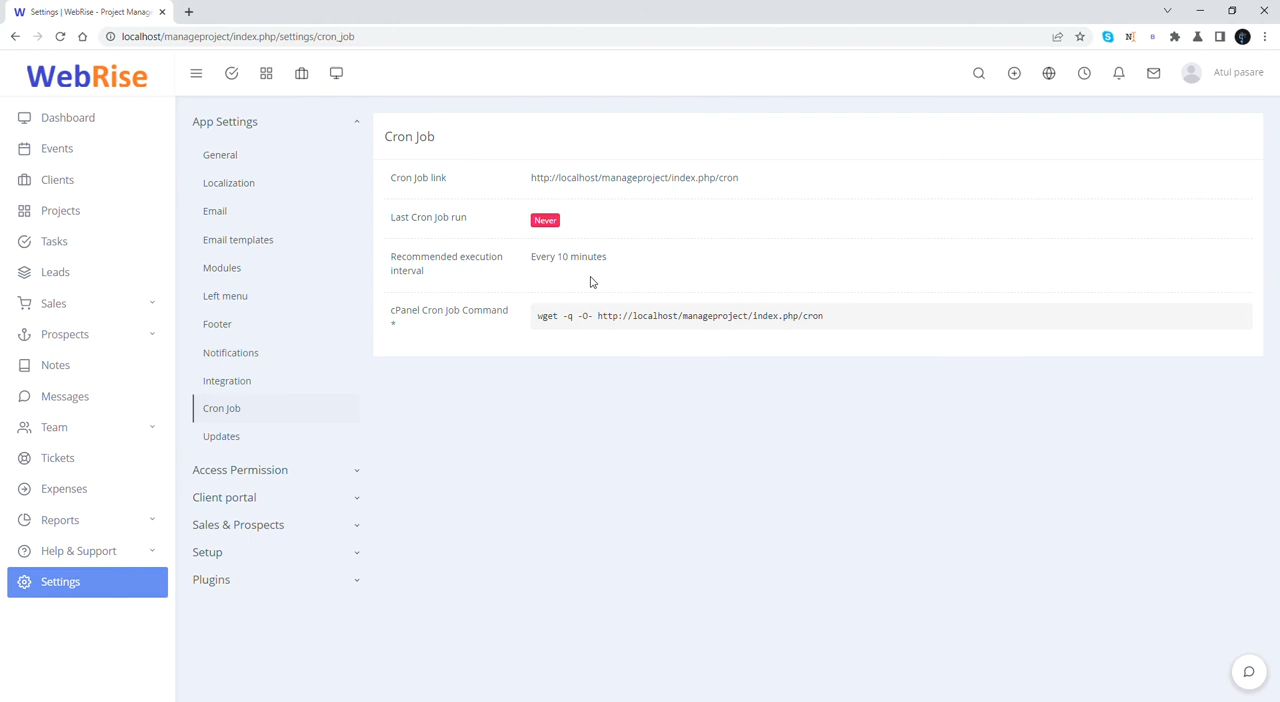 W Settings | WebRise - Project Manag
localhost/manageproject/index.php/settings/cron_job
WebRise
Atul pasare
Dashboard
Events
Clients
Projects
Tasks
Leads
Sales
Prospects
Notes
Messages
Team
Tickets
Expenses
Reports
Help & Support
Settings
App Settings
General
Localization
Email
Email templates
Modules
Left menu
Footer
Notifications
Integration
Cron Job
Updates
Access Permission
Client portal
Sales & Prospects
Setup
Plugins
Cron Job
Cron Job link
http://localhost/manageproject/index.php/cron
Last Cron Job run
Never
Recommended execution
interval
Every 10 minutes
cPanel Cron Job Command
*
wget -q -O- http://localhost/manageproject/index.php/cron